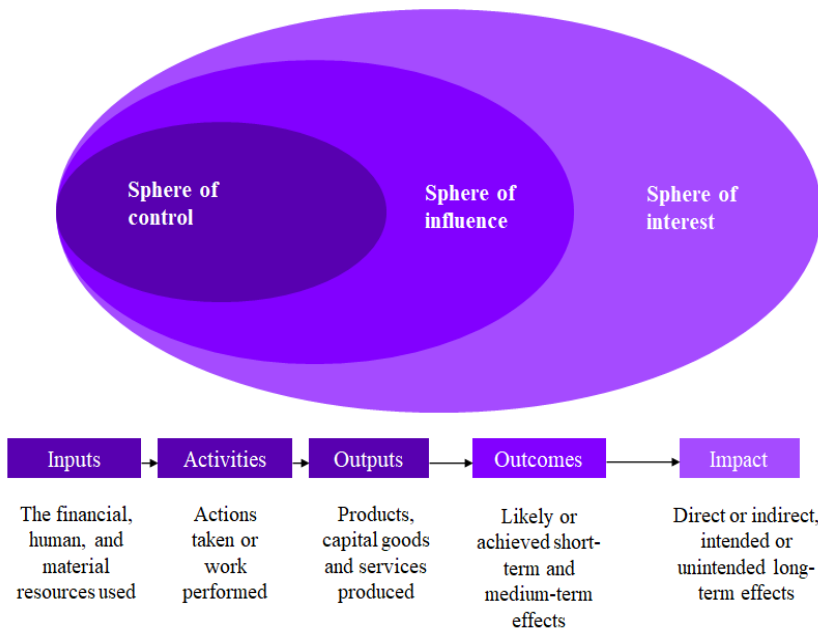 Sphere of
control
Sphere of
influence
Sphere of
interest
Inputs
Activities
Outputs
Outcomes
Impact
The financial,
human, and
material
resources used
Actions
taken or
work
performed
Products,
capital goods
and services
produced
Likely or
achieved short-
term and
medium-term
effects
Direct or indirect,
intended or
unintended long-
term effects